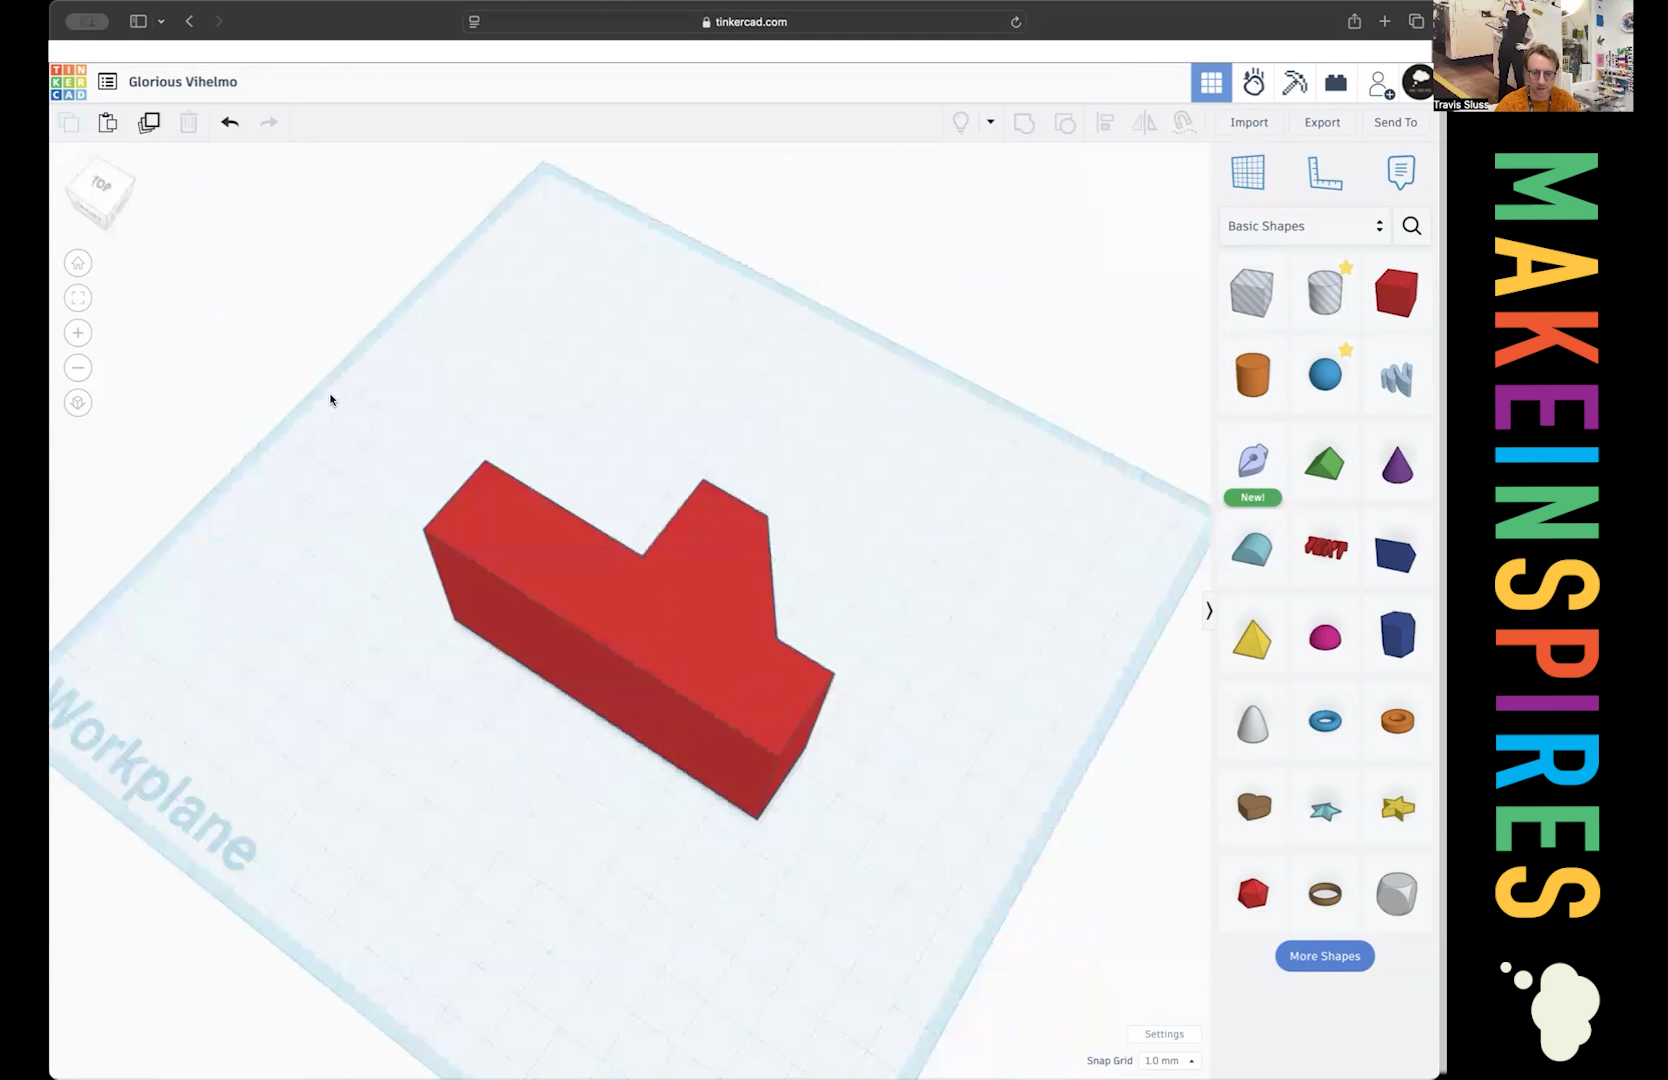 tinkercad.com
TIN
KER
CAD
Glorious Vihelmo
Travis Sluss
Import
Export
Send To
TOP
Basic Shapes
New!
TEXT
Workplane
More Shapes
Settings
Snap Grid
1.0 mm
MAKEINSPIRES